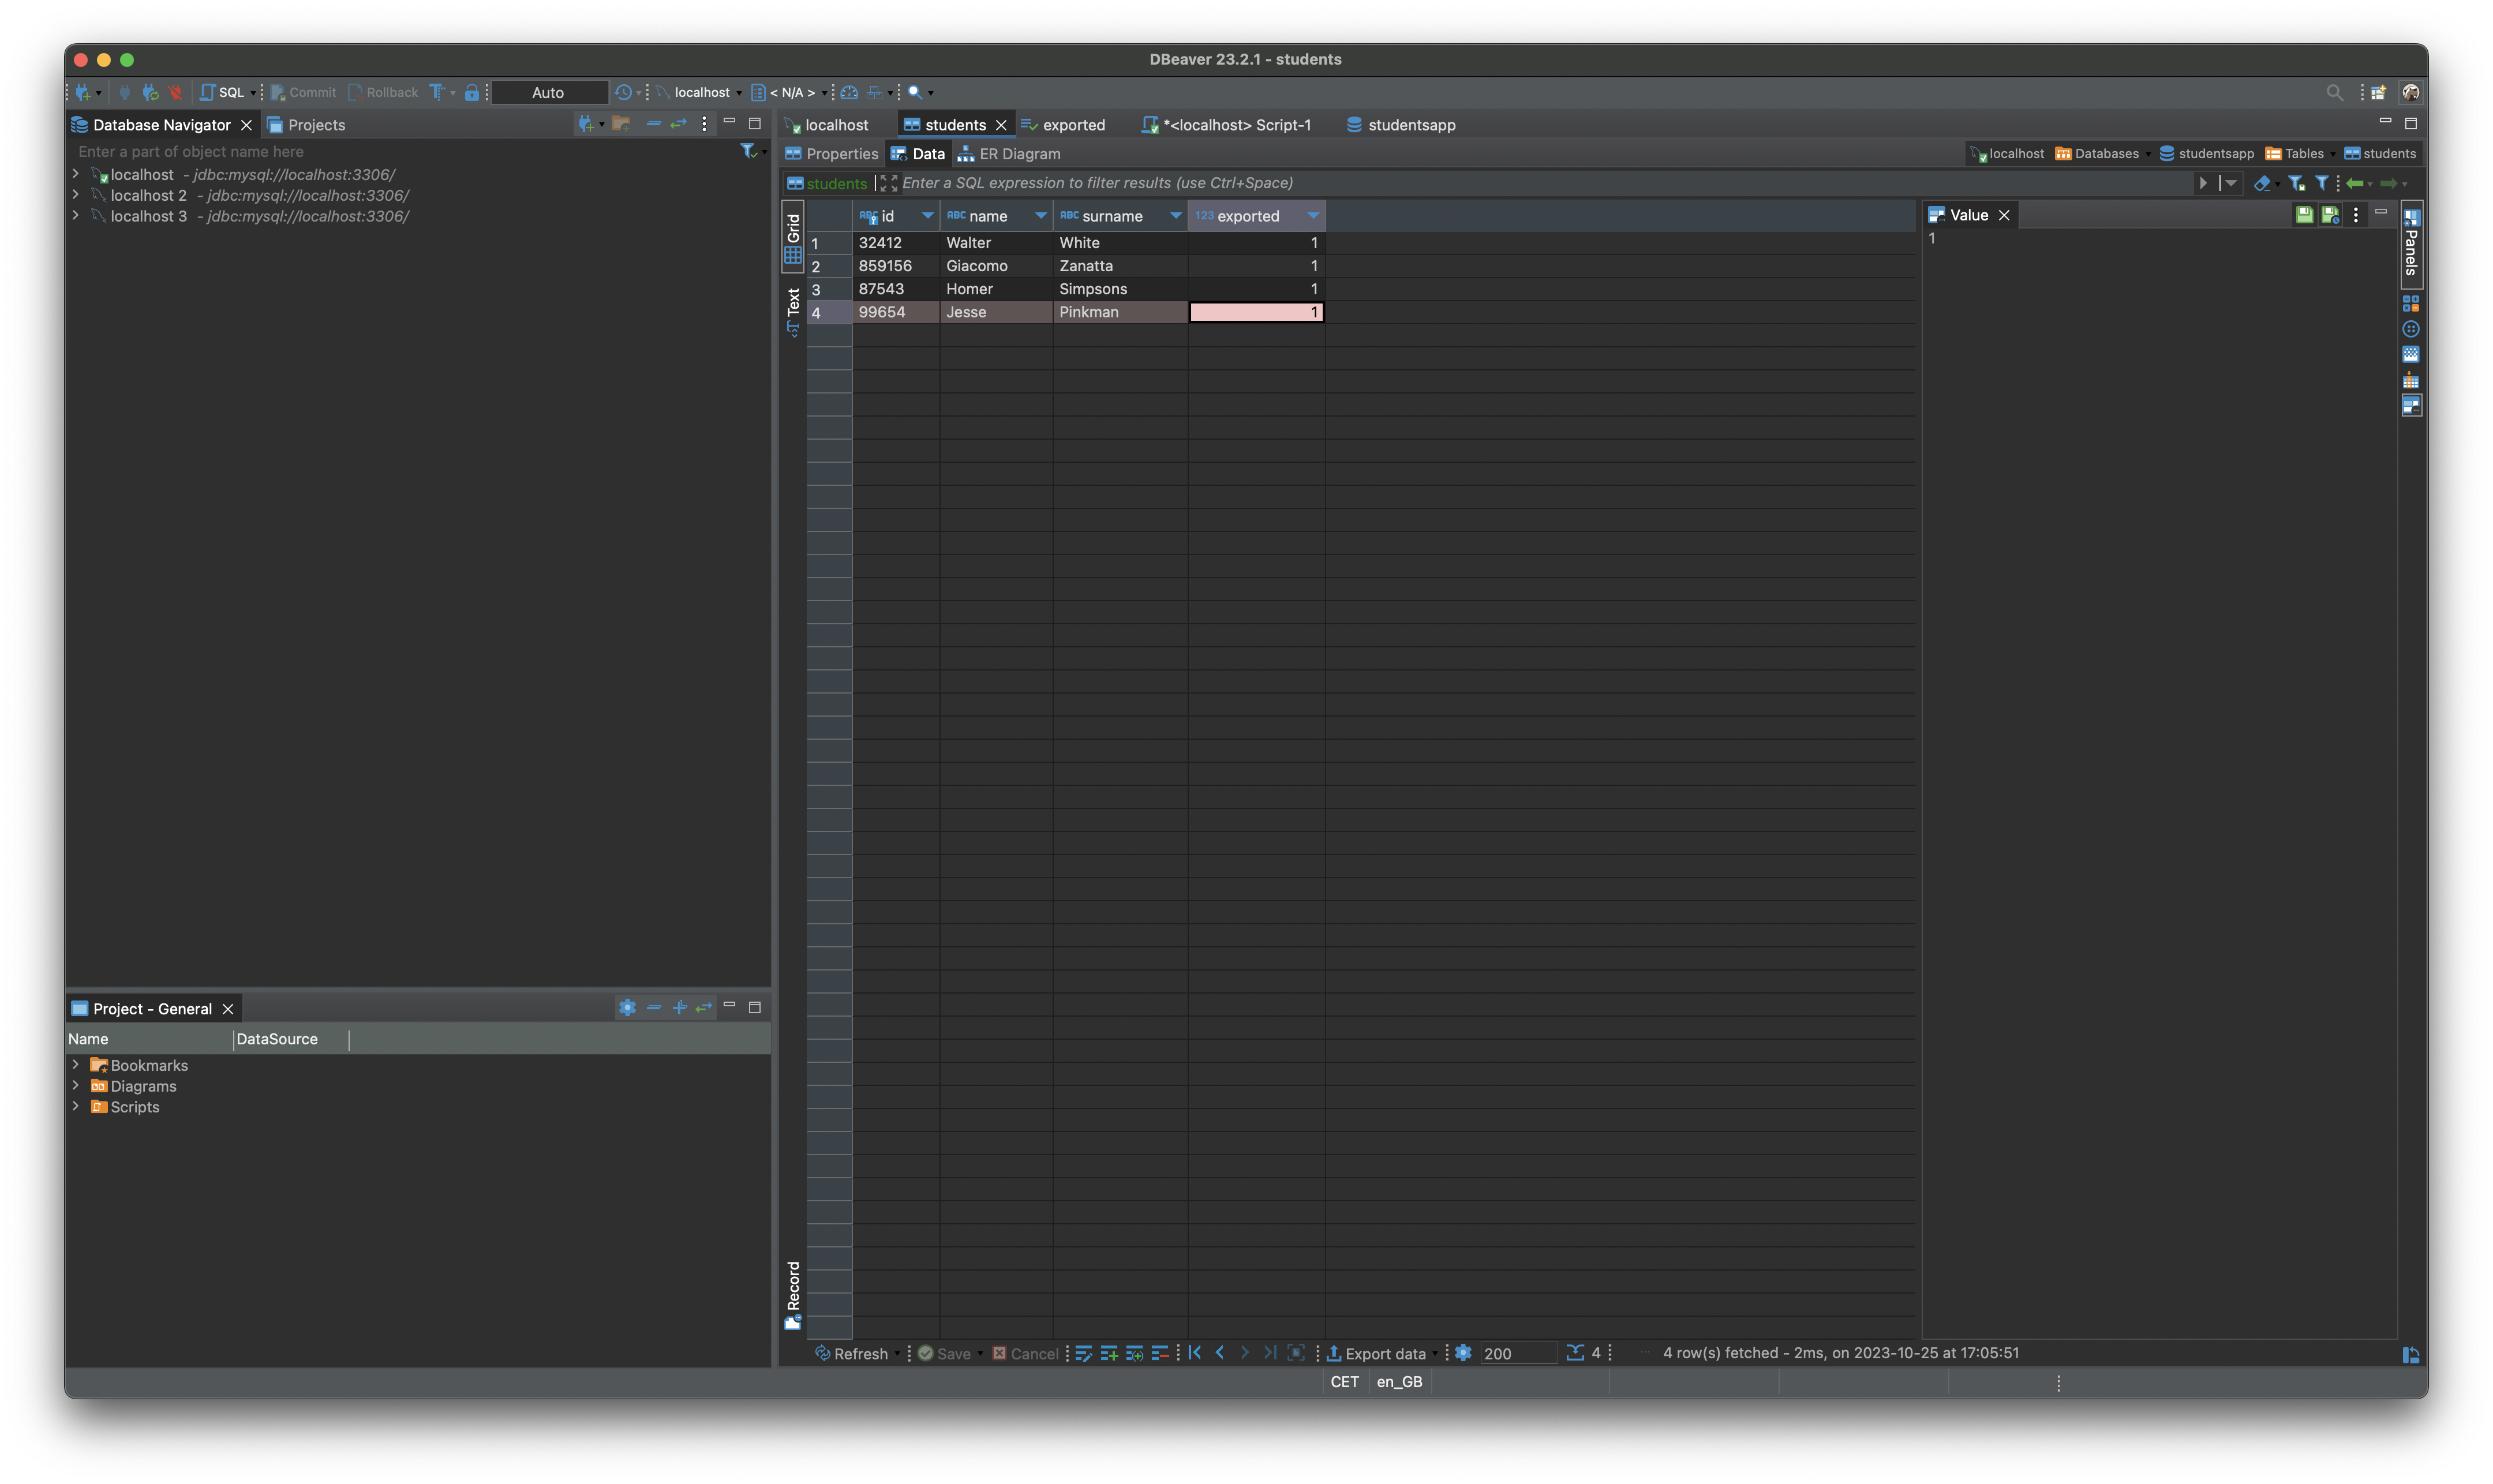 DBeaver 23.2.1 - students
SQL Commit Rollback Auto localhost < N/A >
Database Navigator Projects
Enter a part of object name here
localhost - jdbc:mysql://localhost:3306/
localhost 2 - jdbc:mysql://localhost:3306/
localhost 3 - jdbc:mysql://localhost:3306/
Project - General
Name DataSource
Bookmarks
Diagrams
Scripts
localhost students exported *<localhost> Script-1 studentsapp
Properties Data ER Diagram localhost Databases studentsapp Tables students
students Enter a SQL expression to filter results (use Ctrl+Space)
Grid
Text
Record
ABC id ABC name ABC surname 123 exported
1 32412 Walter White 1
2 859156 Giacomo Zanatta 1
3 87543 Homer Simpsons 1
4 99654 Jesse Pinkman 1
Value
1
Panels
Refresh Save Cancel Export data 200 4 4 row(s) fetched - 2ms, on 2023-10-25 at 17:05:51
CET en_GB